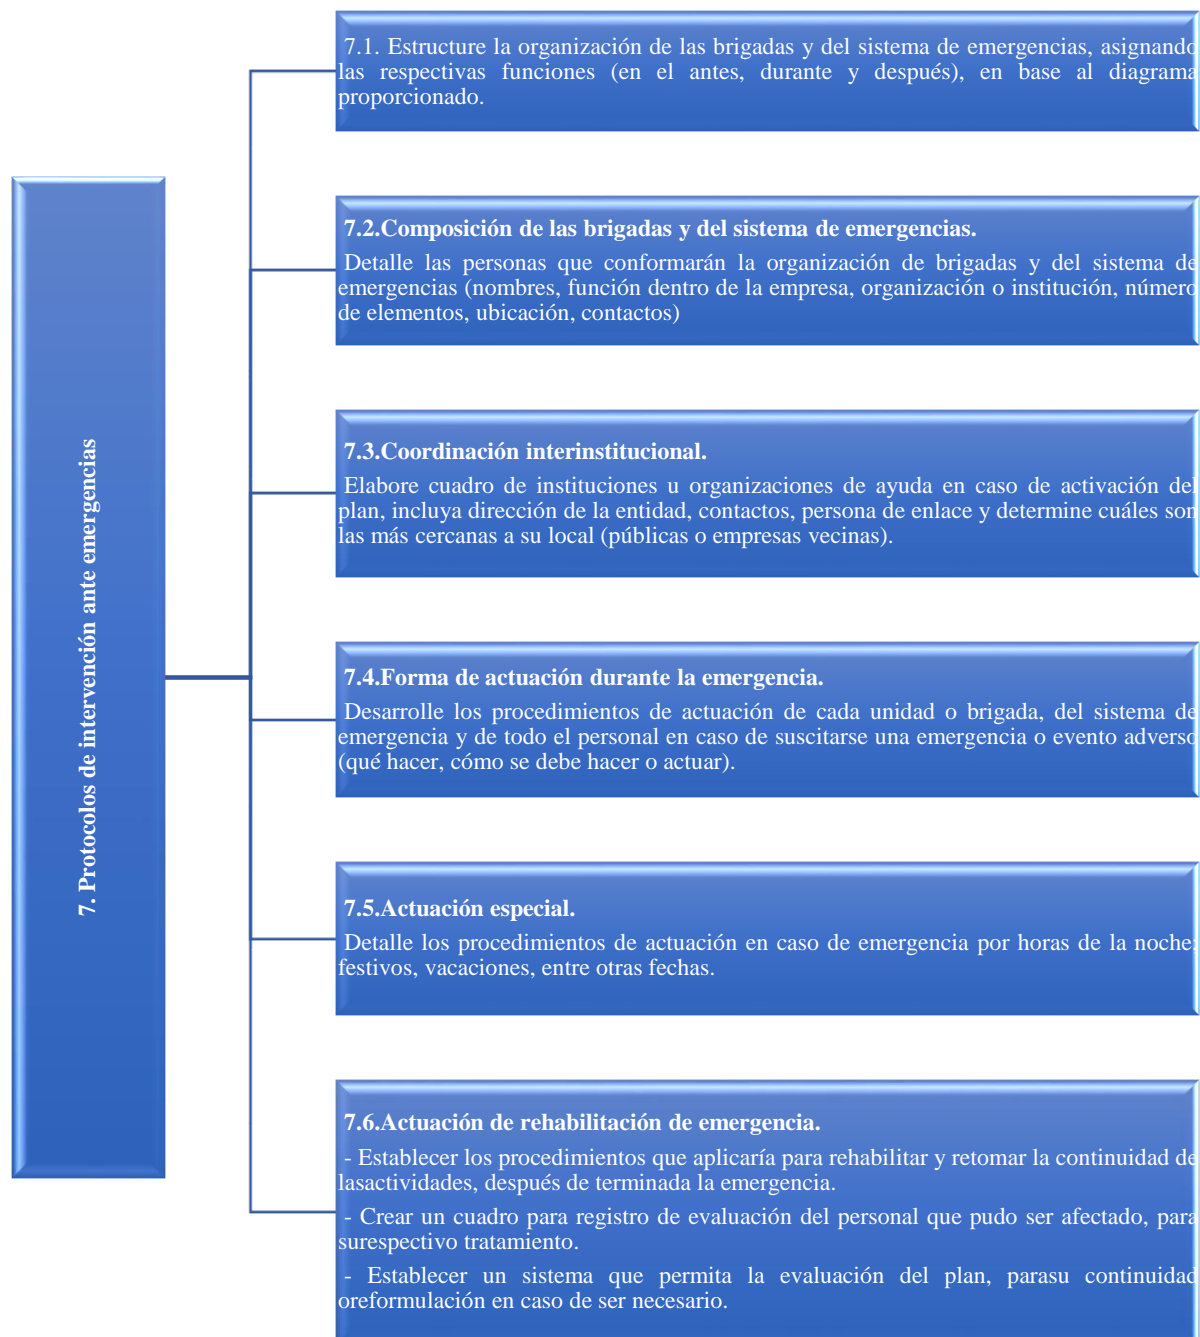 7. Protocolos de intervención ante emergencias
7.1. Estructure la organización de las brigadas y del sistema de emergencias, asignando
las respectivas funciones (en el antes, durante y después), en base al diagrama
proporcionado.
7.2.Composición de las brigadas y del sistema de emergencias.
Detalle las personas que conformarán la organización de brigadas y del sistema de
emergencias (nombres, función dentro de la empresa, organización o institución, número
de elementos, ubicación, contactos)
7.3.Coordinación interinstitucional.
Elabore cuadro de instituciones u organizaciones de ayuda en caso de activación del
plan, incluya dirección de la entidad, contactos, persona de enlace y determine cuáles son
las más cercanas a su local (públicas o empresas vecinas).
7.4.Forma de actuación durante la emergencia.
Desarrolle los procedimientos de actuación de cada unidad o brigada, del sistema de
emergencia y de todo el personal en caso de suscitarse una emergencia o evento adverso
(qué hacer, cómo se debe hacer o actuar).
7.5.Actuación especial.
Detalle los procedimientos de actuación en caso de emergencia por horas de la noche;
festivos, vacaciones, entre otras fechas.
7.6.Actuación de rehabilitación de emergencia.
- Establecer los procedimientos que aplicaría para rehabilitar y retomar la continuidad de
lasactividades, después de terminada la emergencia.
- Crear un cuadro para registro de evaluación del personal que pudo ser afectado, para
surespectivo tratamiento.
- Establecer un sistema que permita la evaluación del plan, parasu continuidad
oreformulación en caso de ser necesario.